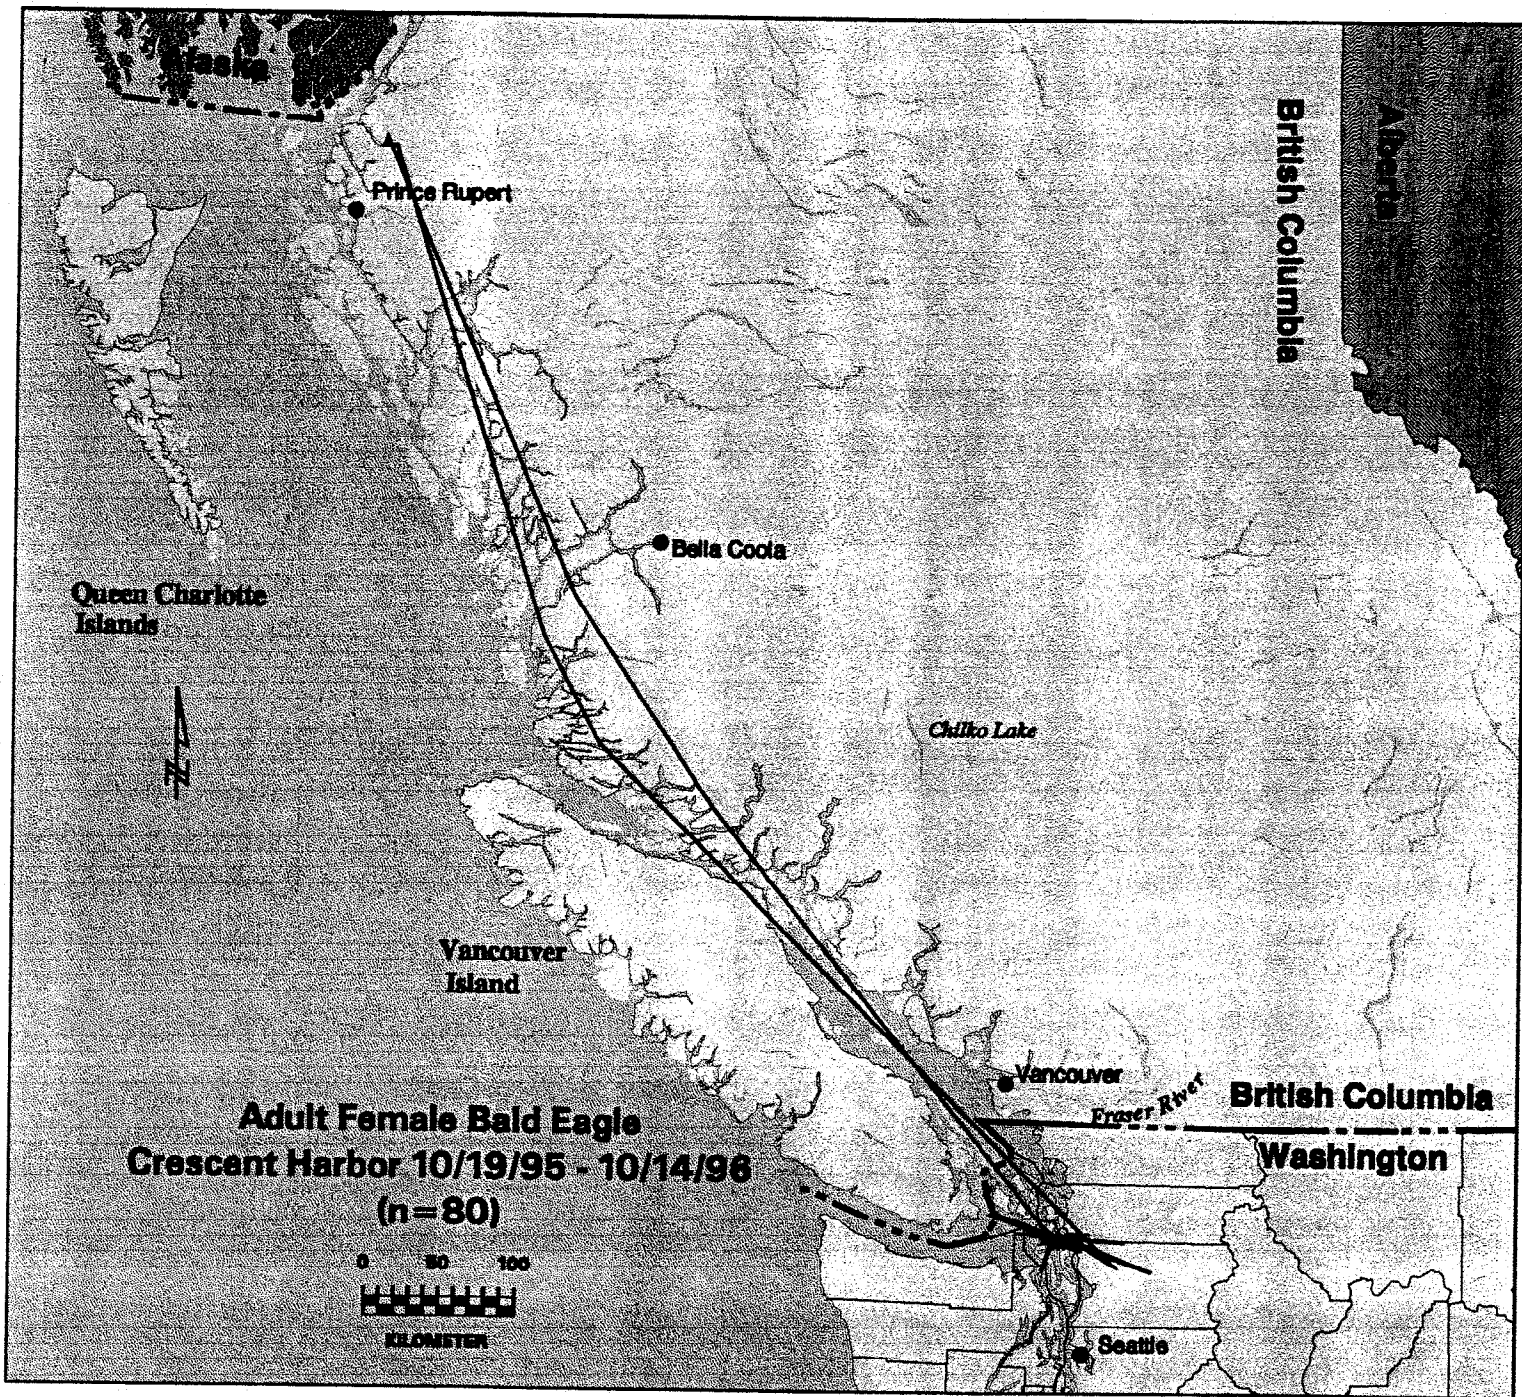 Alaska
British Columbia
Alberta
Prince Rupert
Bella Coola
Queen Charlotte
Islands
Chilko Lake
Vancouver
Island
Vancouver
Fraser River
British Columbia
Washington
Adult Female Bald Eagle
Crescent Harbor 10/19/95 - 10/14/96
(n=80)
0 50 100
KILOMETER
Seattle
N